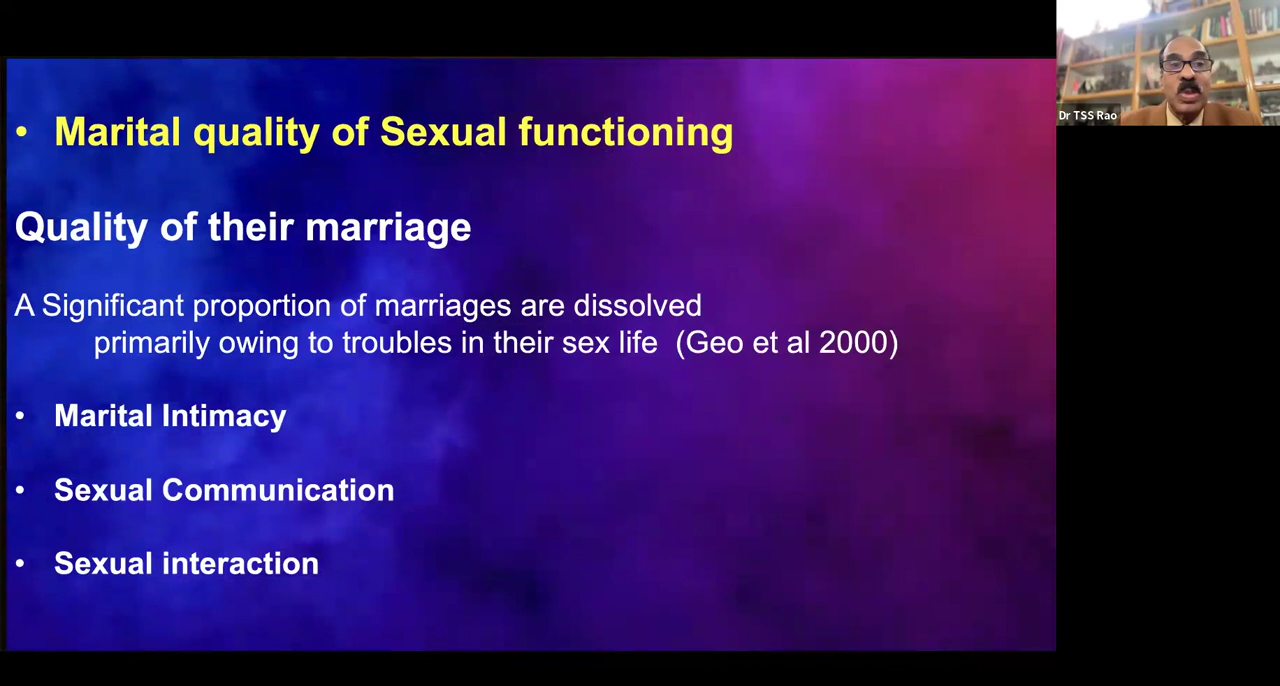 • Marital quality of Sexual functioning
Quality of their marriage
A Significant proportion of marriages are dissolved
primarily owing to troubles in their sex life (Geo et al 2000)
• Marital Intimacy
• Sexual Communication
• Sexual interaction
Dr TSS Rao